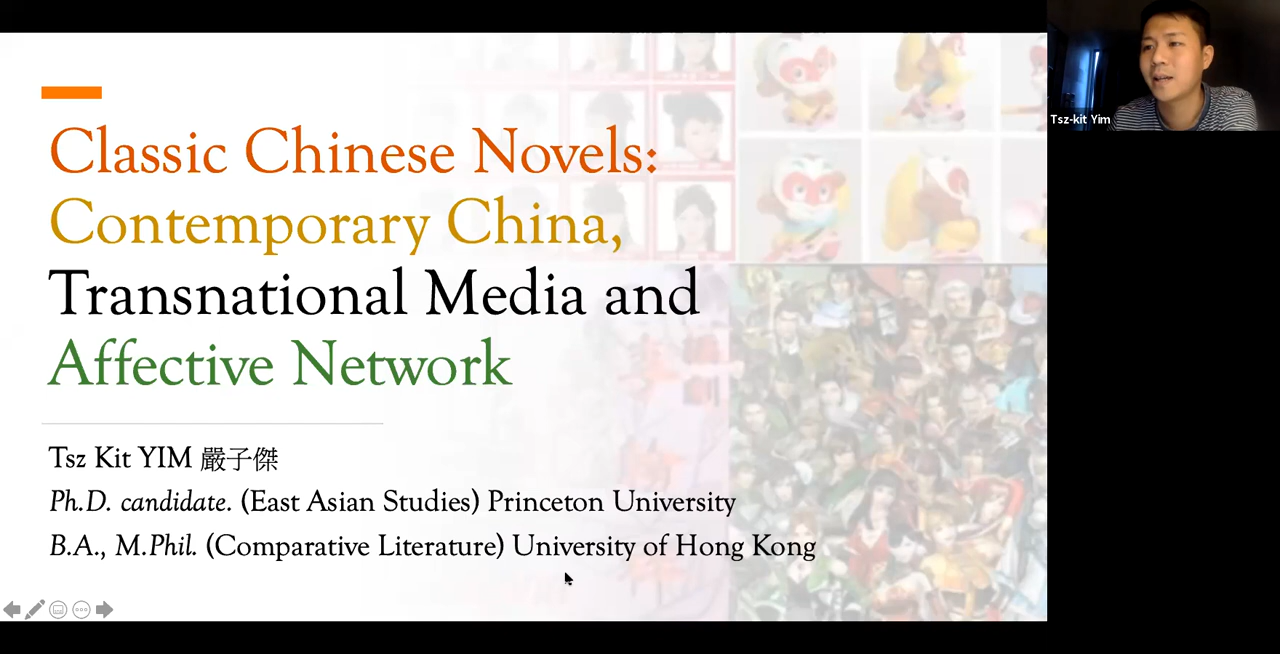 Classic Chinese Novels:
Contemporary China,
Transnational Media and
Affective Network
Tsz Kit YIM 嚴子傑
Ph.D. candidate. (East Asian Studies) Princeton University
B.A., M.Phil. (Comparative Literature) University of Hong Kong
Tsz-kit Yim